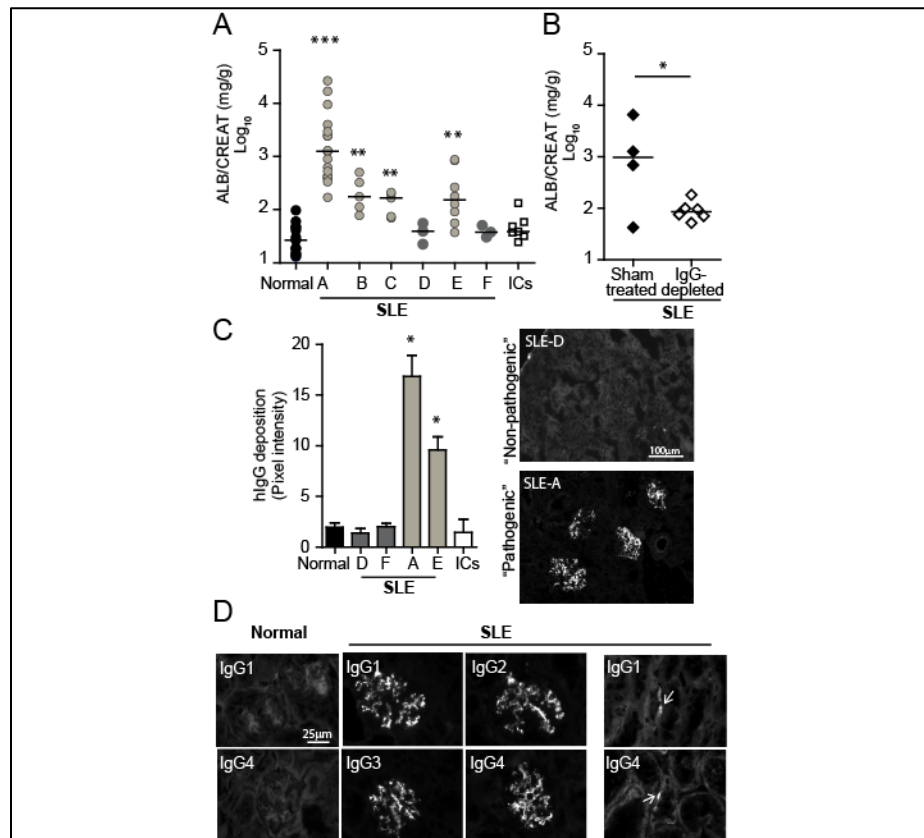 A
***
ALB/CREAT (mg/g)
Log10
5
4
3
2
1
**
**
**
Normal A B C D E F ICs
SLE
B
*
ALB/CREAT (mg/g)
Log10
5
4
3
2
1
Sham treated
IgG-depleted
SLE
C
hIgG deposition
(Pixel intensity)
20
15
10
5
0
*
*
Normal D F A E ICs
SLE
"Non-pathogenic"
SLE-D
100µm
"Pathogenic"
SLE-A
D
Normal
SLE
IgG1
25µm
IgG1
IgG2
IgG1
IgG4
IgG3
IgG4
IgG4